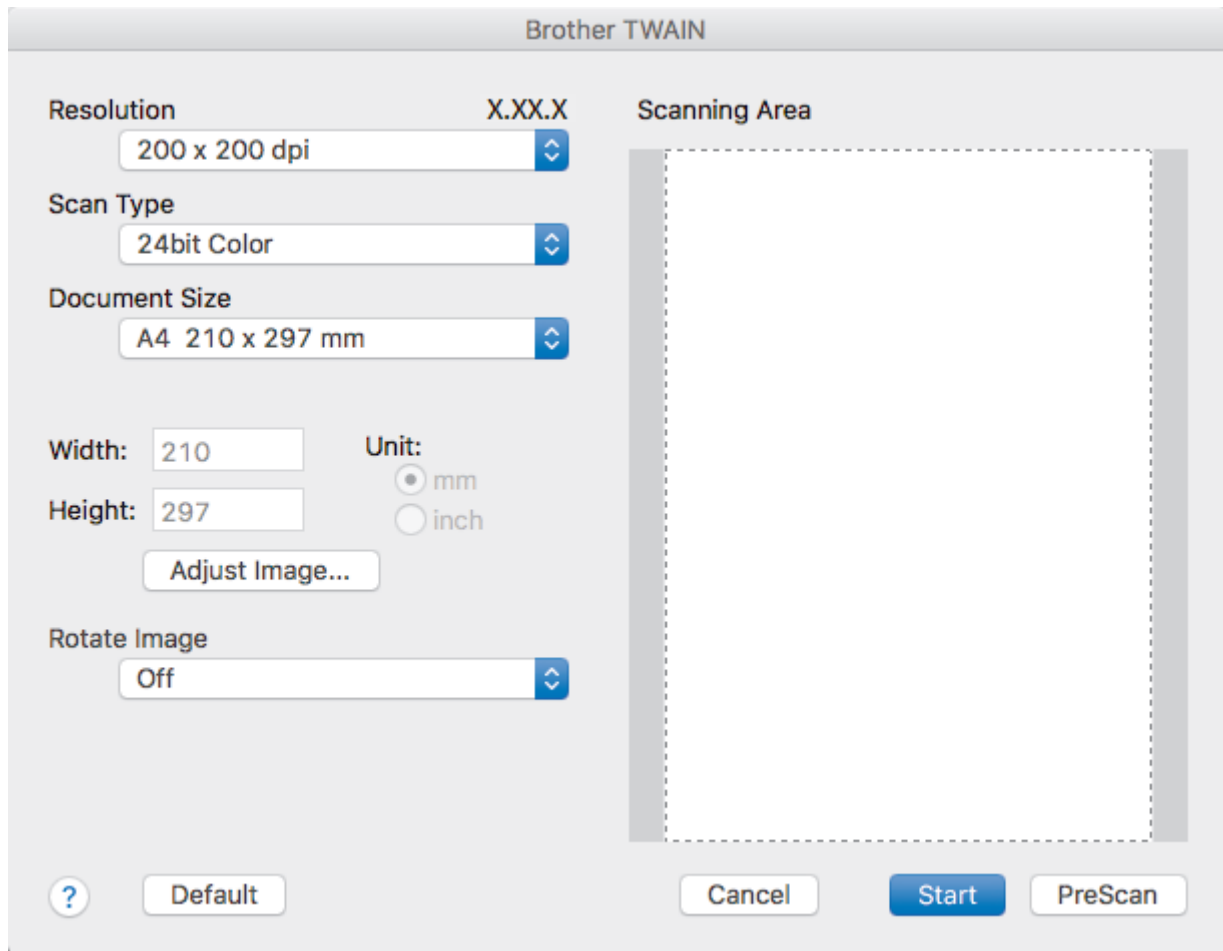 Brother TWAIN
Resolution X.XX.X
200 x 200 dpi
Scan Type
24bit Color
Document Size
A4 210 x 297 mm
Width: 210
Height: 297
Unit:
mm
inch
Adjust Image...
Rotate Image
Off
Scanning Area
? Default Cancel Start PreScan